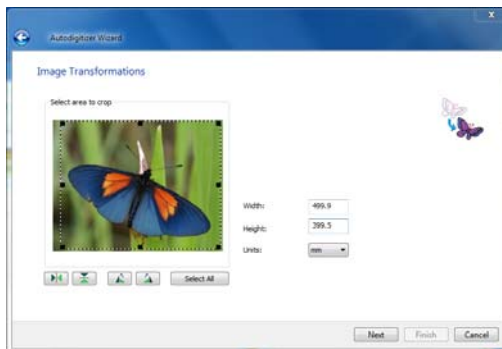 Autodigitizer Wizard
Image Transformations
Select area to crop
Width: 499.9
Height: 399.5
Units: mm
Select All
Next Finish Cancel